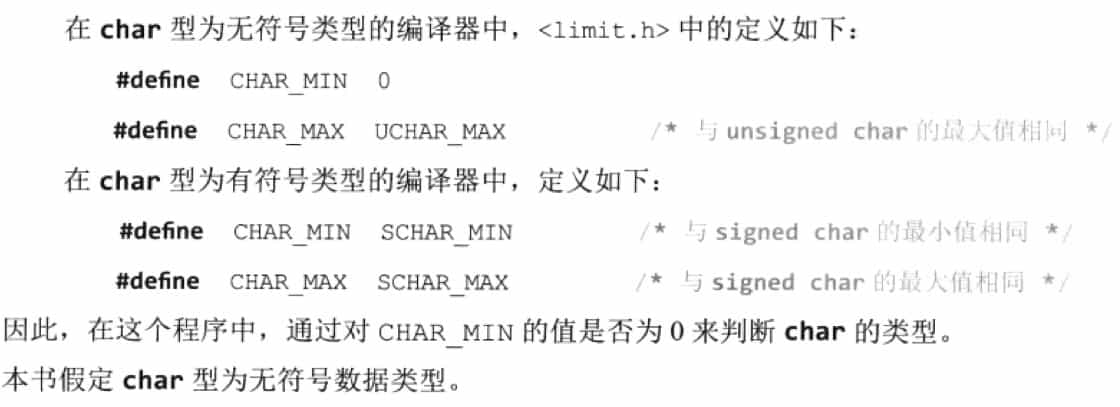 在 char 型为无符号类型的编译器中，<limit.h> 中的定义如下：
#define CHAR_MIN 0
#define CHAR_MAX UCHAR_MAX /* 与 unsigned char 的最大值相同 */
在 char 型为有符号类型的编译器中，定义如下：
#define CHAR_MIN SCHAR_MIN /* 与 signed char 的最小值相同 */
#define CHAR_MAX SCHAR_MAX /* 与 signed char 的最大值相同 */
因此，在这个程序中，通过对 CHAR_MIN 的值是否为 0 来判断 char 的类型。
本书假定 char 型为无符号数据类型。